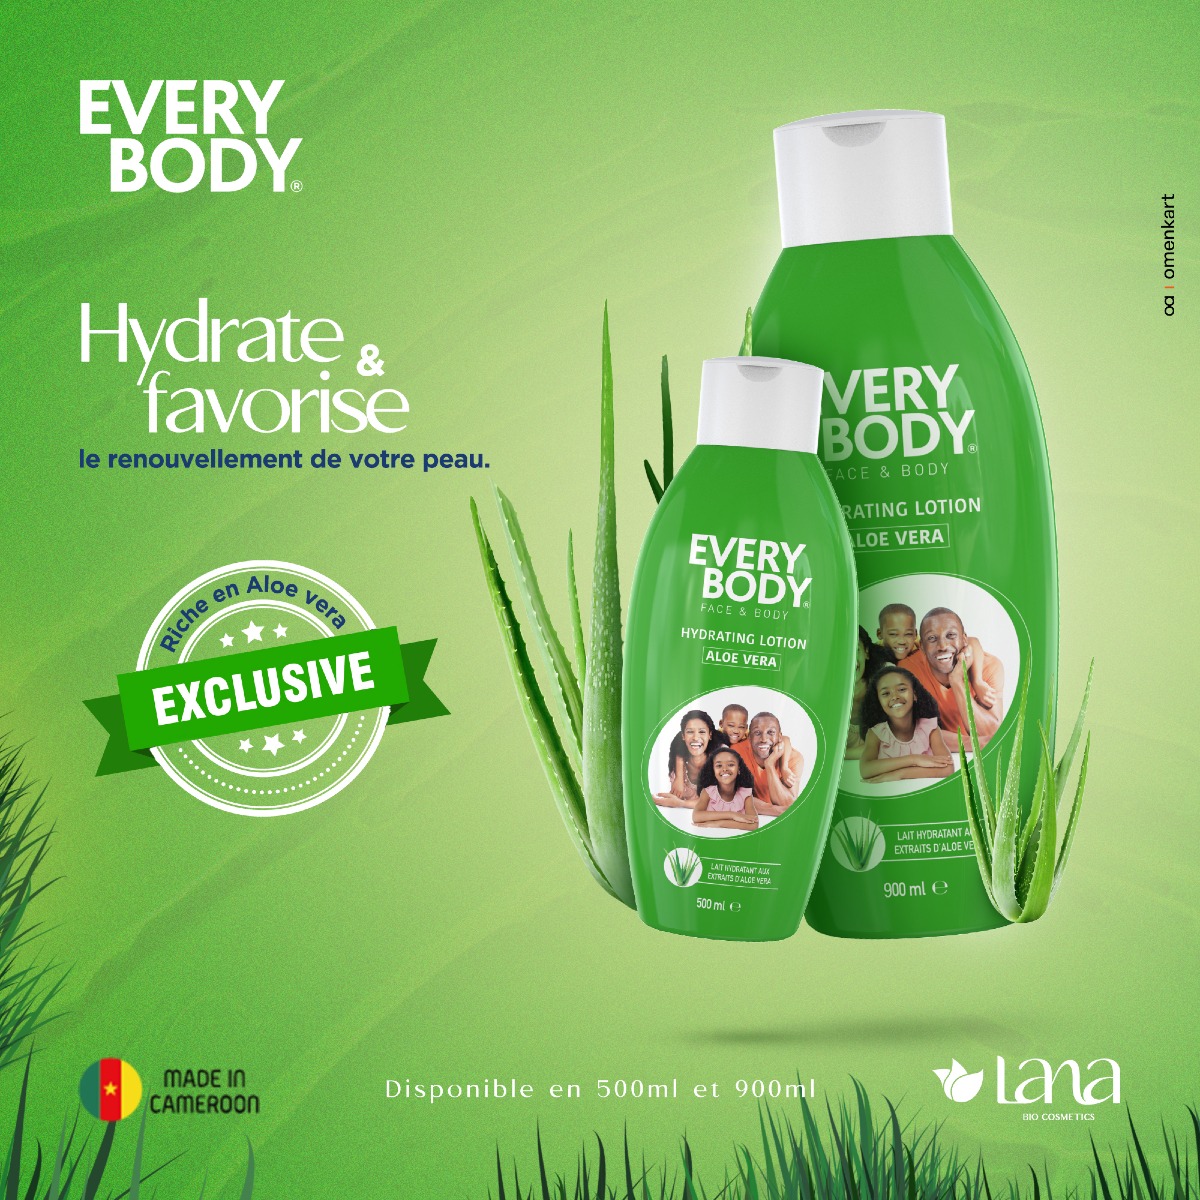 EVERY
BODY®
Hydrate &
favorise
le renouvellement de votre peau.
Riche en Aloe vera
EXCLUSIVE
oa | omenkart
VERY
BODY®
FACE & BODY
RATING LOTION
ALOE VERA
LAIT HYDRATANT A
EXTRAITS D'ALOE VE
900 ml ℮
EVERY
BODY®
FACE & BODY
HYDRATING LOTION
ALOE VERA
LAIT HYDRATANT AUX
EXTRAITS D'ALOE VERA
500 ml ℮
MADE IN
CAMEROON
Disponible en 500ml et 900ml
Lana
BIO COSMETICS